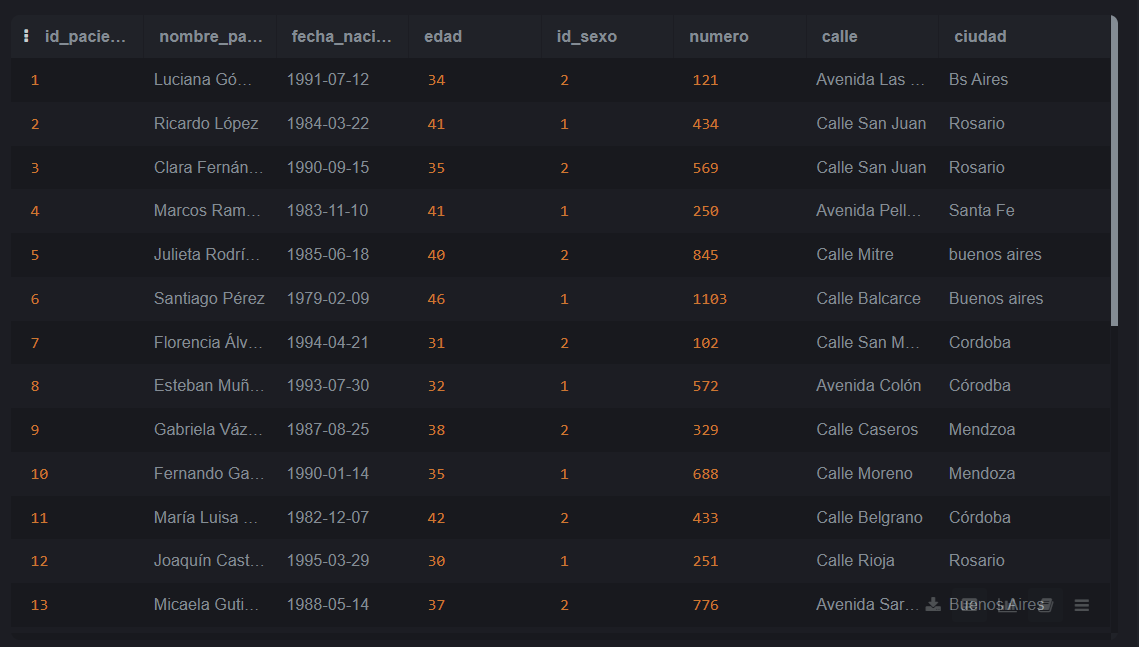 id_pacie... nombre_pa... fecha_naci... edad id_sexo numero calle ciudad
1 Luciana Gó... 1991-07-12 34 2 121 Avenida Las ... Bs Aires
2 Ricardo López 1984-03-22 41 1 434 Calle San Juan Rosario
3 Clara Fernán... 1990-09-15 35 2 569 Calle San Juan Rosario
4 Marcos Ram... 1983-11-10 41 1 250 Avenida Pell... Santa Fe
5 Julieta Rodrí... 1985-06-18 40 2 845 Calle Mitre buenos aires
6 Santiago Pérez 1979-02-09 46 1 1103 Calle Balcarce Buenos aires
7 Florencia Álv... 1994-04-21 31 2 102 Calle San M... Cordoba
8 Esteban Muñ... 1993-07-30 32 1 572 Avenida Colón Córodba
9 Gabriela Váz... 1987-08-25 38 2 329 Calle Caseros Mendzoa
10 Fernando Ga... 1990-01-14 35 1 688 Calle Moreno Mendoza
11 María Luisa ... 1982-12-07 42 2 433 Calle Belgrano Córdoba
12 Joaquín Cast... 1995-03-29 30 1 251 Calle Rioja Rosario
13 Micaela Guti... 1988-05-14 37 2 776 Avenida Sar... Buenos Aires